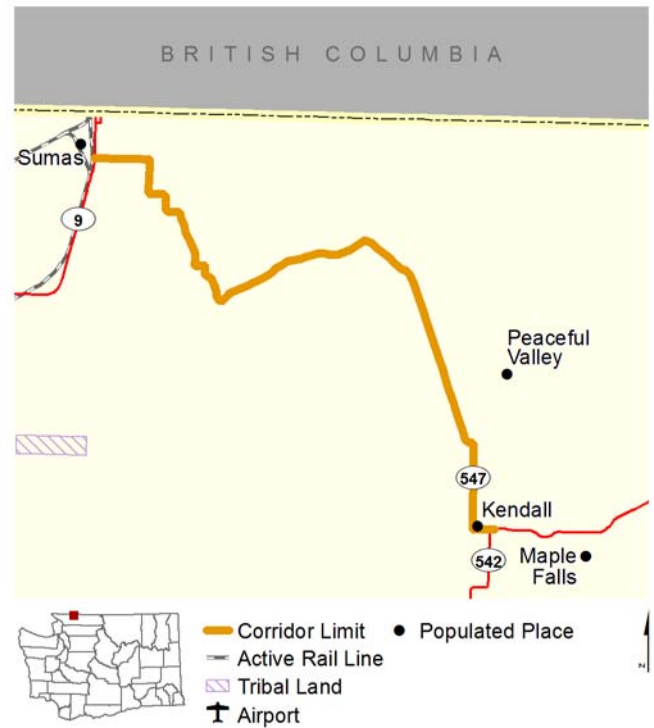 BRITISH COLUMBIA
Sumas
9
Peaceful
Valley
547
Kendall
542
Maple
Falls
Corridor Limit
Populated Place
Active Rail Line
Tribal Land
Airport
N